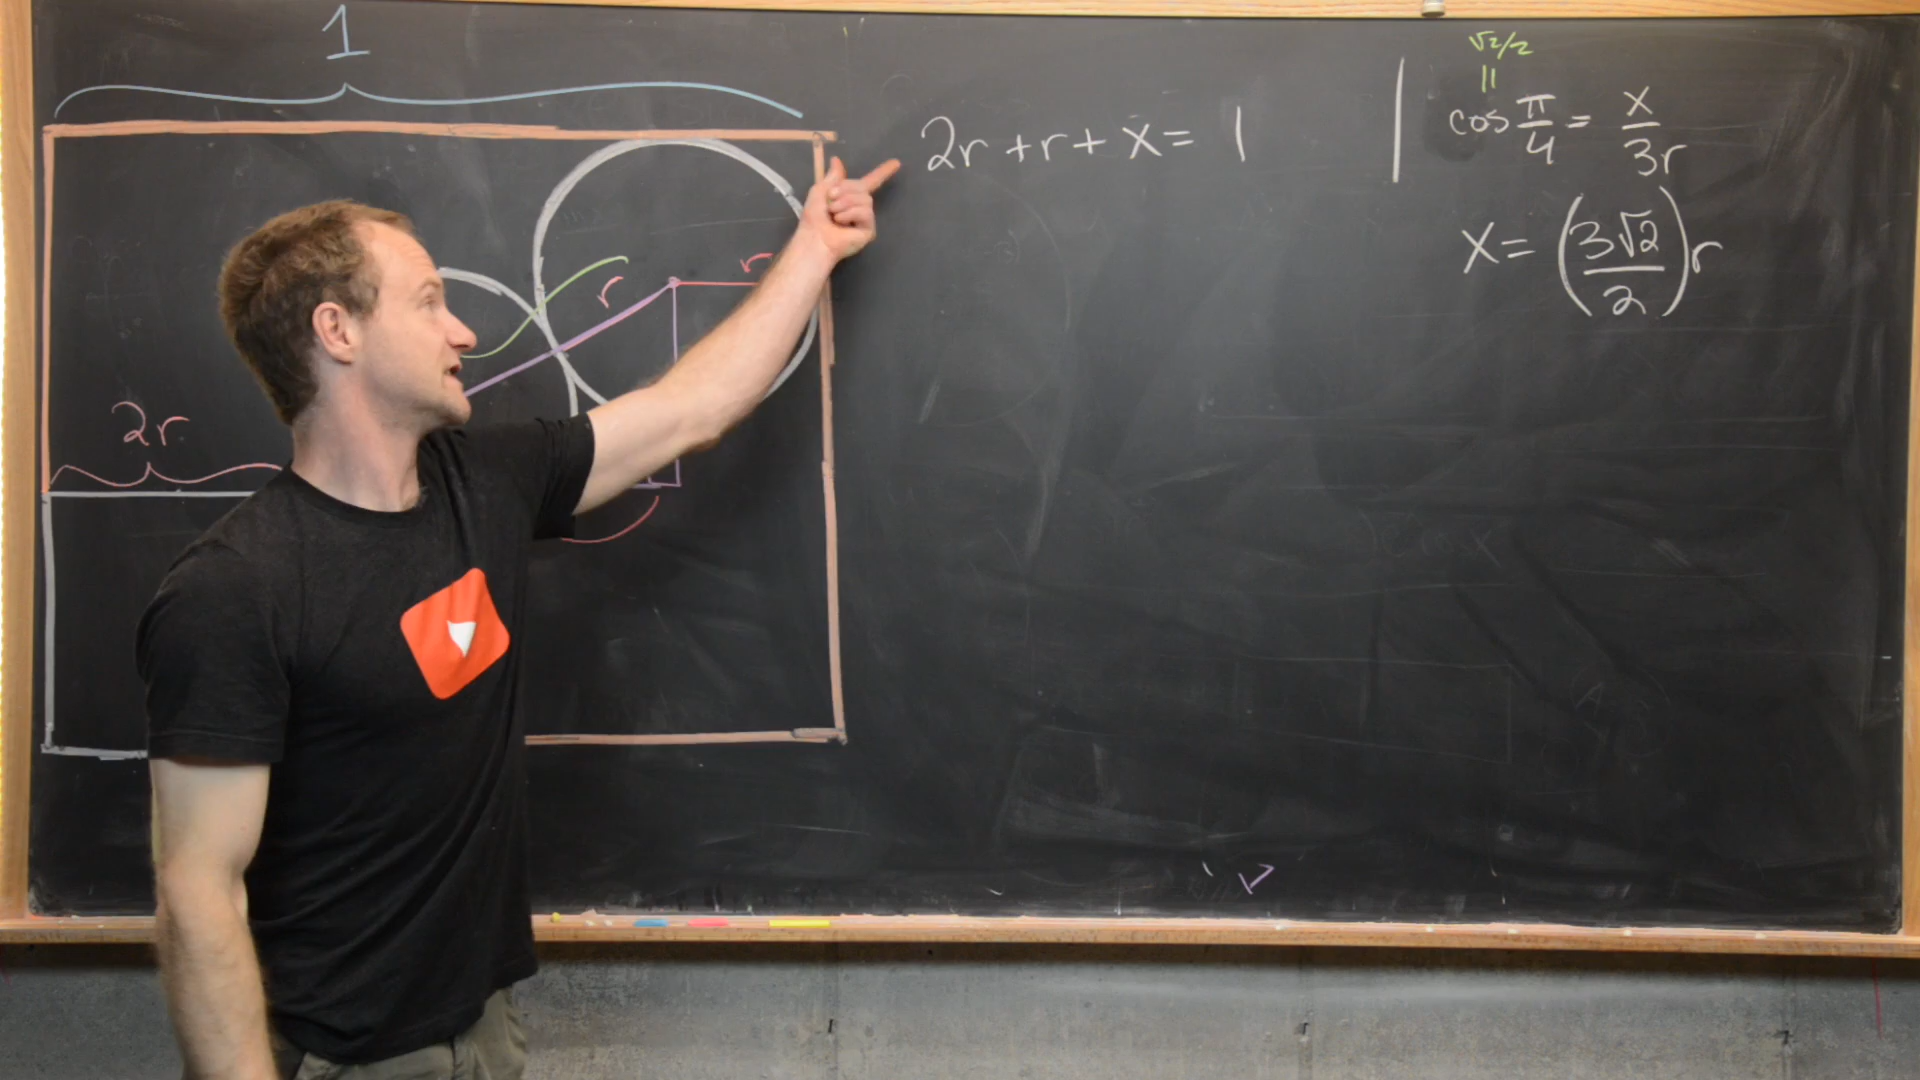 1
2r + r + x = 1
√2/2
||
cos π/4 = x/3r
x = (3√2/2)r
r
r
2r